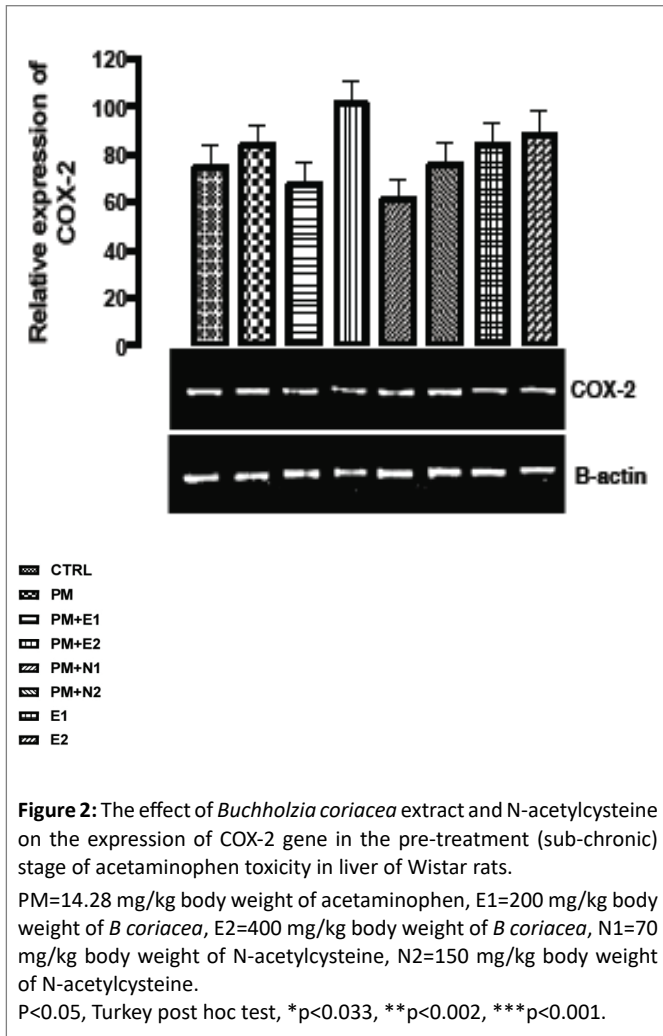 120
100
80
60
40
20
0
Relative expression of
COX-2
COX-2
B-actin
CTRL
PM
PM+E1
PM+E2
PM+N1
PM+N2
E1
E2
Figure 2: The effect of Buchholzia coriacea extract and N-acetylcysteine
on the expression of COX-2 gene in the pre-treatment (sub-chronic)
stage of acetaminophen toxicity in liver of Wistar rats.
PM=14.28 mg/kg body weight of acetaminophen, E1=200 mg/kg body
weight of B coriacea, E2=400 mg/kg body weight of B coriacea, N1=70
mg/kg body weight of N-acetylcysteine, N2=150 mg/kg body weight
of N-acetylcysteine.
P<0.05, Turkey post hoc test, *p<0.033, **p<0.002, ***p<0.001.